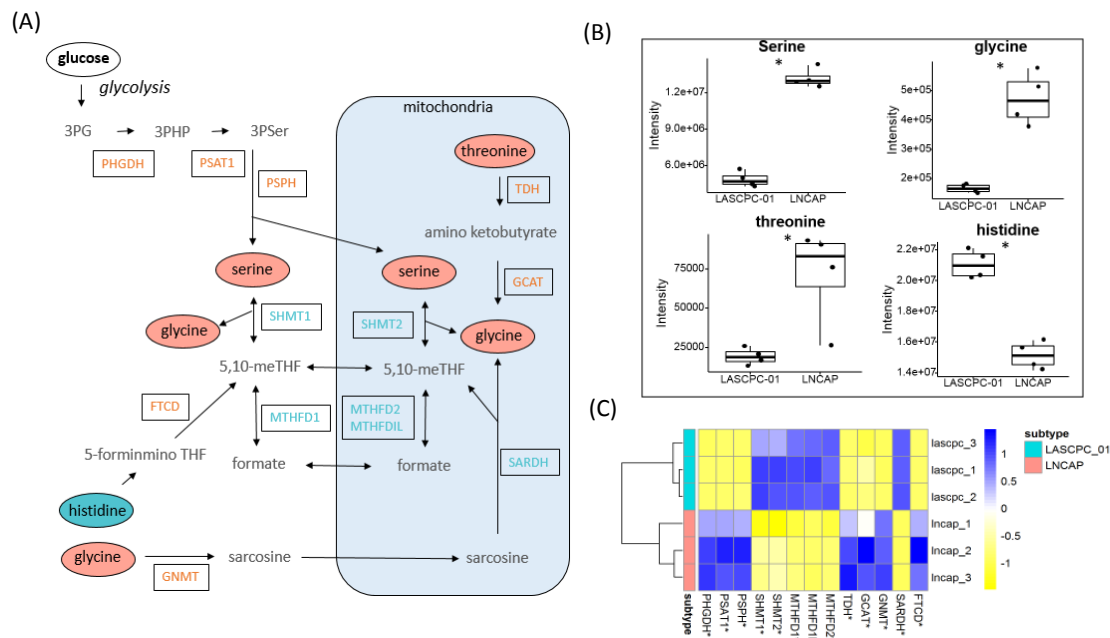 (A)
glucose
glycolysis
3PG
3PHP
3PSer
PHGDH
PSAT1
PSPH
mitochondria
threonine
TDH
amino ketobutyrate
GCAT
serine
serine
SHMT1
SHMT2
glycine
glycine
5,10-meTHF
5,10-meTHF
FTCD
MTHFD1
MTHFD2
MTHFDIL
SARDH
5-forminmino THF
formate
formate
histidine
glycine
GNMT
sarcosine
sarcosine
(B)
Serine
*
Intensity
1.2e+07
9.0e+06
6.0e+06
LASCPC-01
LNCAP
glycine
*
Intensity
5e+05
4e+05
3e+05
2e+05
LASCPC-01
LNCAP
threonine
*
Intensity
75000
50000
25000
LASCPC-01
LNCAP
histidine
*
Intensity
2.2e+07
2.0e+07
1.8e+07
1.6e+07
1.4e+07
LASCPC-01
LNCAP
(C)
lascpc_3
lascpc_1
lascpc_2
lncap_1
lncap_2
lncap_3
subtype
PHGDH*
PSAT1*
PSPH*
SHMT1*
SHMT2*
MTHFD1
MTHFD1l
MTHFD2
TDH*
GCAT*
GNMT*
SARDH*
FTCD*
subtype
LASCPC_01
LNCAP
1
0.5
0
-0.5
-1